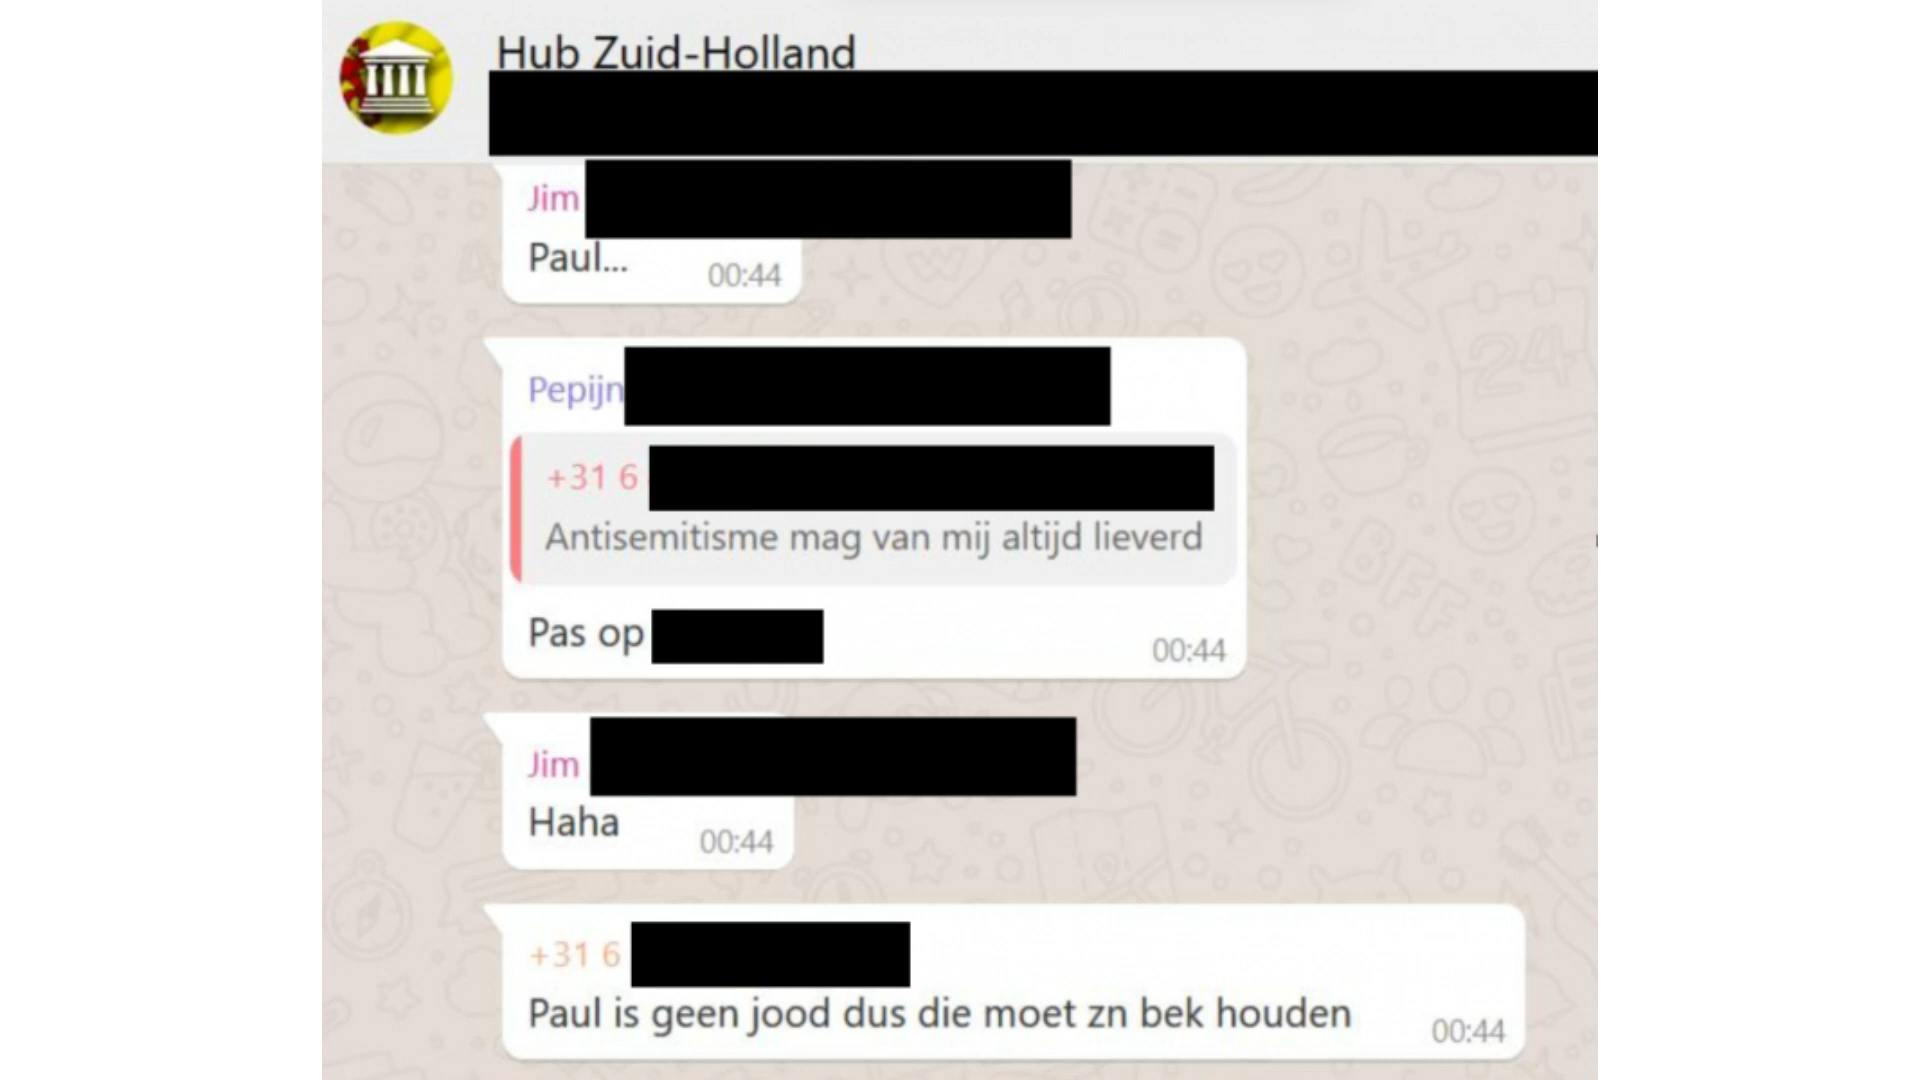 Hub Zuid-Holland
Jim
Paul...
00:44
Pepijn
+31 6
Antisemitisme mag van mij altijd lieverd
Pas op
00:44
Jim
Haha
00:44
+31 6
Paul is geen jood dus die moet zn bek houden
00:44